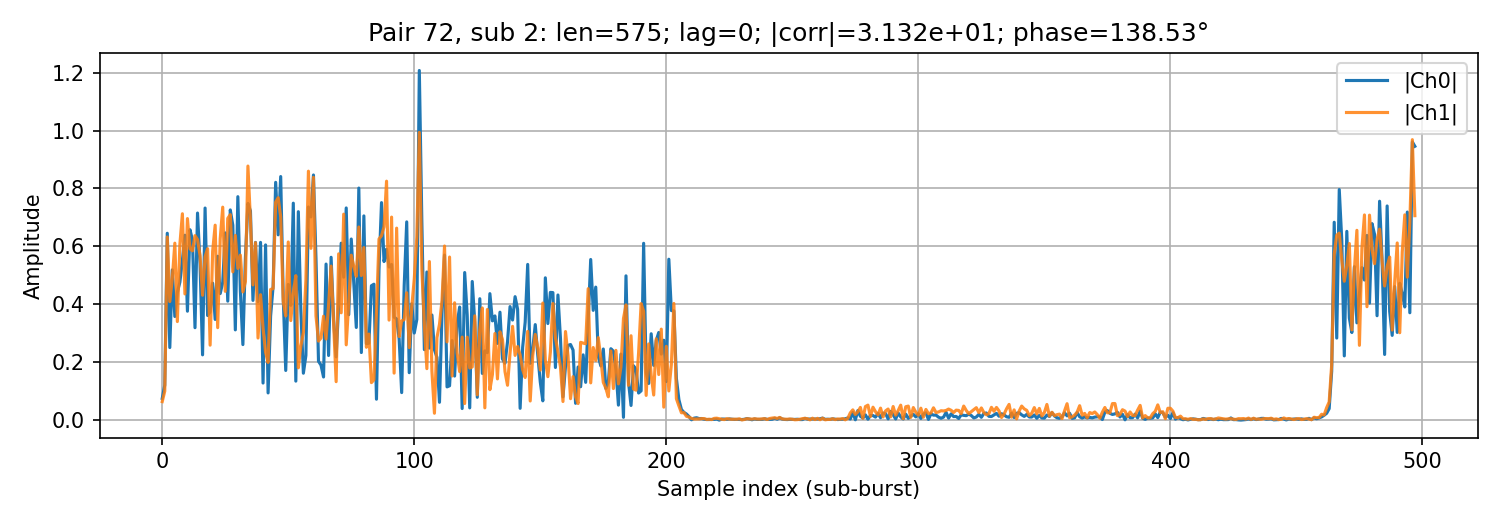 Pair 72, sub 2: len=575; lag=0; |corr|=3.132e+01; phase=138.53°
|Ch0|
|Ch1|
Amplitude
1.2
1.0
0.8
0.6
0.4
0.2
0.0
0 100 200 300 400 500
Sample index (sub-burst)